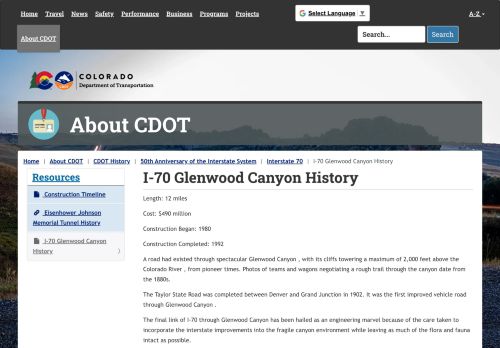 Home Travel News Safety Performance Business Programs Projects
Select Language ▼
A-Z
About CDOT
Search...
Search
COLORADO
Department of Transportation
About CDOT
Home | About CDOT | CDOT History | 50th Anniversary of the Interstate System | Interstate 70 | I-70 Glenwood Canyon History
Resources
Construction Timeline
Eisenhower Johnson
Memorial Tunnel History
I-70 Glenwood Canyon
History
I-70 Glenwood Canyon History
Length: 12 miles
Cost: $490 million
Construction Began: 1980
Construction Completed: 1992
A road had existed through spectacular Glenwood Canyon , with its cliffs towering a maximum of 2,000 feet above the
Colorado River , from pioneer times. Photos of teams and wagons negotiating a rough trail through the canyon date from
the 1880s.
The Taylor State Road was completed between Denver and Grand Junction in 1902. It was the first improved vehicle road
through Glenwood Canyon .
The final link of I-70 through Glenwood Canyon has been hailed as an engineering marvel because of the care taken to
incorporate the interstate improvements into the fragile canyon environment while leaving as much of the flora and fauna
intact as possible.